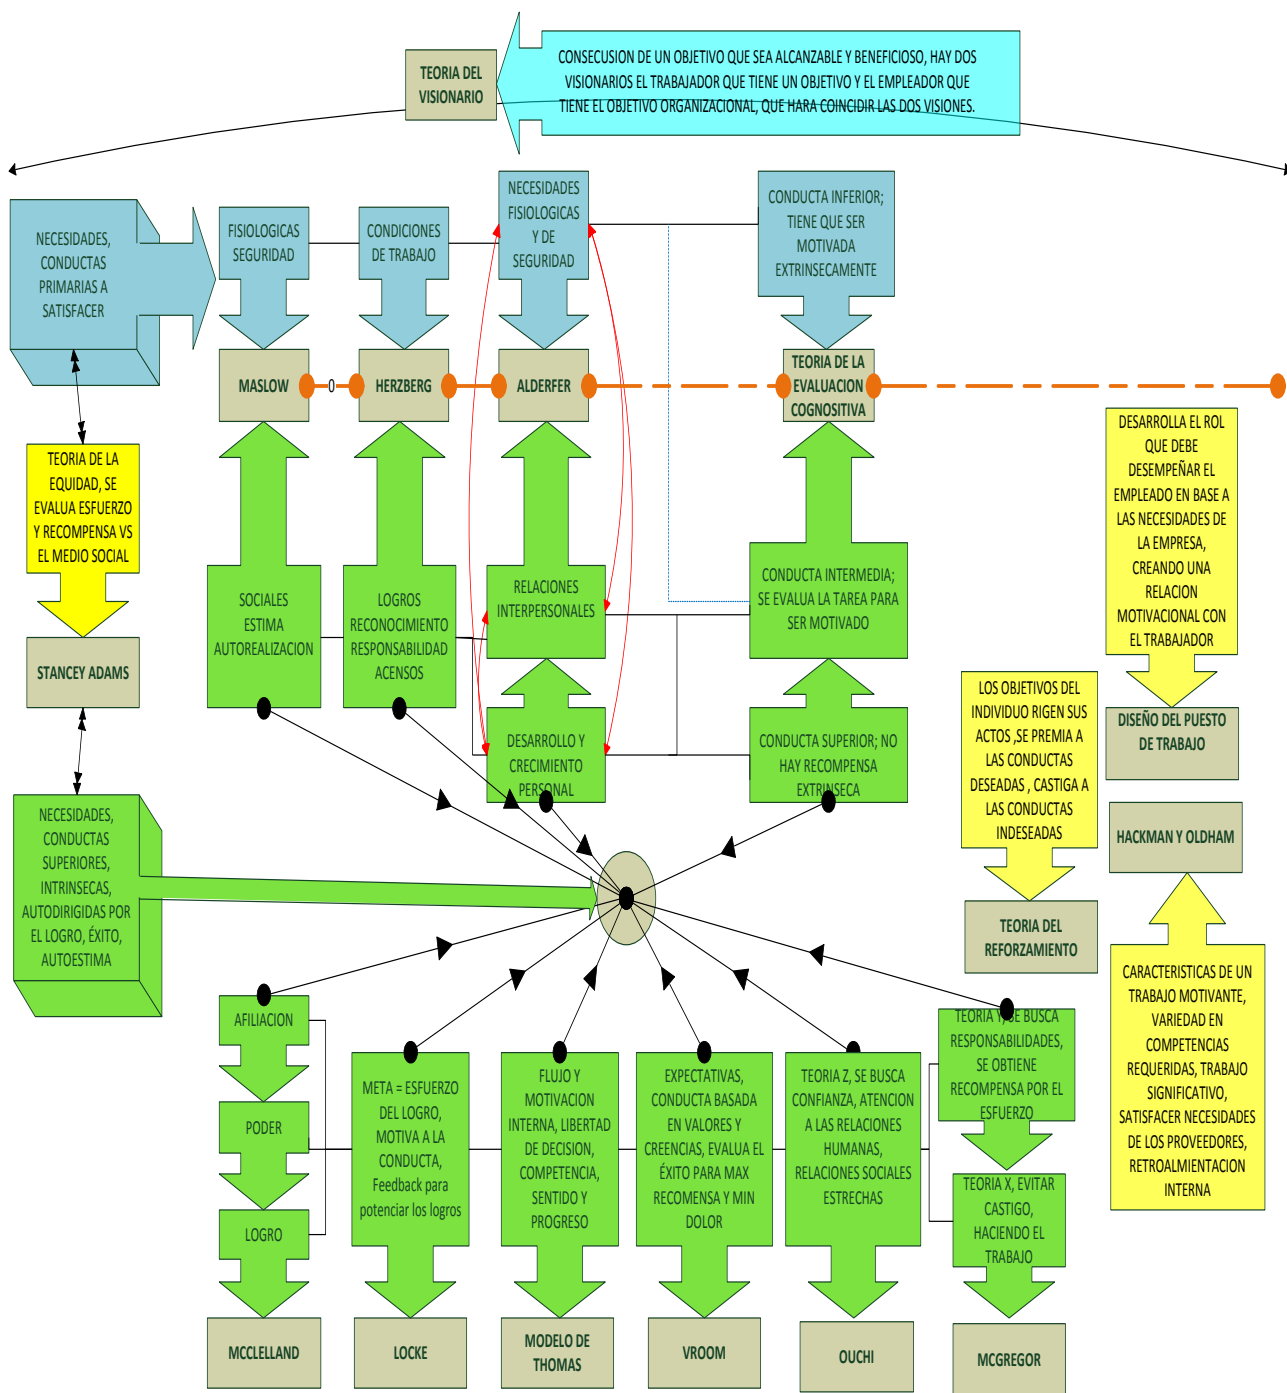 TEORIA DEL
VISIONARIO
CONSECUSION DE UN OBJETIVO QUE SEA ALCANZABLE Y BENEFICIOSO, HAY DOS
VISIONARIOS EL TRABAJADOR QUE TIENE UN OBJETIVO Y EL EMPLEADOR QUE
TIENE EL OBJETIVO ORGANIZACIONAL, QUE HARA COINCIDIR LAS DOS VISIONES.
NECESIDADES,
CONDUCTAS
PRIMARIAS A
SATISFACER
FISIOLOGICAS
SEGURIDAD
CONDICIONES
DE TRABAJO
NECESIDADES
FISIOLOGICAS
Y DE
SEGURIDAD
CONDUCTA INFERIOR;
TIENE QUE SER
MOTIVADA
EXTRINSECAMENTE
MASLOW
0
HERZBERG
ALDERFER
TEORIA DE LA
EVALUACION
COGNOSITIVA
TEORIA DE LA
EQUIDAD, SE
EVALUA ESFUERZO
Y RECOMPENSA VS
EL MEDIO SOCIAL
STANCEY ADAMS
SOCIALES
ESTIMA
AUTOREALIZACION
LOGROS
RECONOCIMIENTO
RESPONSABILIDAD
ACENSOS
RELACIONES
INTERPERSONALES
CONDUCTA INTERMEDIA;
SE EVALUA LA TAREA PARA
SER MOTIVADO
DESARROLLO Y
CRECIMIENTO
PERSONAL
CONDUCTA SUPERIOR; NO
HAY RECOMPENSA
EXTRINSECA
DESARROLLA EL ROL
QUE DEBE
DESEMPEÑAR EL
EMPLEADO EN BASE A
LAS NECESIDADES DE
LA EMPRESA,
CREANDO UNA
RELACION
MOTIVACIONAL CON
EL TRABAJADOR
DISEÑO DEL PUESTO
DE TRABAJO
LOS OBJETIVOS DEL
INDIVIDUO RIGEN SUS
ACTOS ,SE PREMIA A
LAS CONDUCTAS
DESEADAS , CASTIGA A
LAS CONDUCTAS
INDESEADAS
TEORIA DEL
REFORZAMIENTO
HACKMAN Y OLDHAM
CARACTERISTICAS DE UN
TRABAJO MOTIVANTE,
VARIEDAD EN
COMPETENCIAS
REQUERIDAS, TRABAJO
SIGNIFICATIVO,
SATISFACER NECESIDADES
DE LOS PROVEEDORES,
RETROALMIENTACION
INTERNA
NECESIDADES,
CONDUCTAS
SUPERIORES,
INTRINSECAS,
AUTODIRIGIDAS POR
EL LOGRO, ÉXITO,
AUTOESTIMA
AFILIACION
PODER
LOGRO
MCCLELLAND
META = ESFUERZO
DEL LOGRO,
MOTIVA A LA
CONDUCTA,
Feedback para
potenciar los logros
LOCKE
FLUJO Y
MOTIVACION
INTERNA, LIBERTAD
DE DECISION,
COMPETENCIA,
SENTIDO Y
PROGRESO
MODELO DE
THOMAS
EXPECTATIVAS,
CONDUCTA BASADA
EN VALORES Y
CREENCIAS, EVALUA EL
ÉXITO PARA MAX
RECOMENSA Y MIN
DOLOR
VROOM
TEORIA Z, SE BUSCA
CONFIANZA, ATENCION
A LAS RELACIONES
HUMANAS,
RELACIONES SOCIALES
ESTRECHAS
OUCHI
TEORIA Y, SE BUSCA
RESPONSABILIDADES,
SE OBTIENE
RECOMPENSA POR EL
ESFUERZO
TEORIA X, EVITAR
CASTIGO,
HACIENDO EL
TRABAJO
MCGREGOR